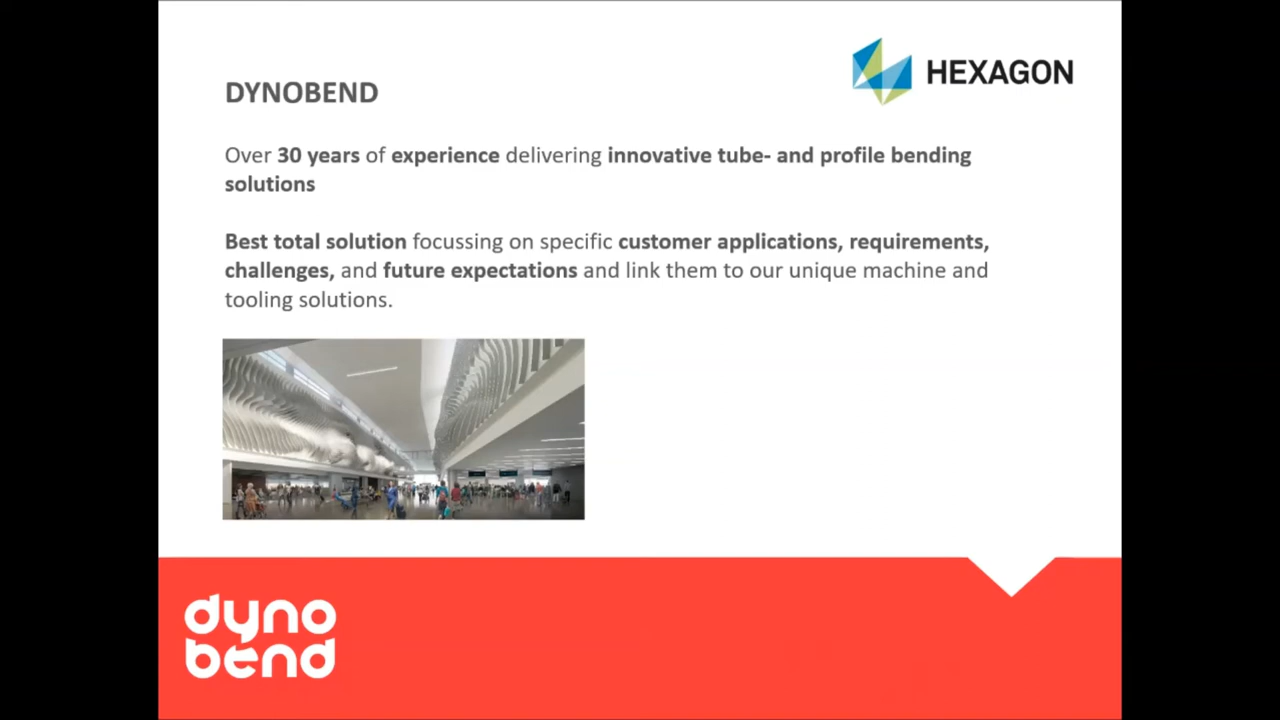 HEXAGON
DYNOBEND
Over 30 years of experience delivering innovative tube- and profile bending
solutions
Best total solution focussing on specific customer applications, requirements,
challenges, and future expectations and link them to our unique machine and
tooling solutions.
dyno
bend